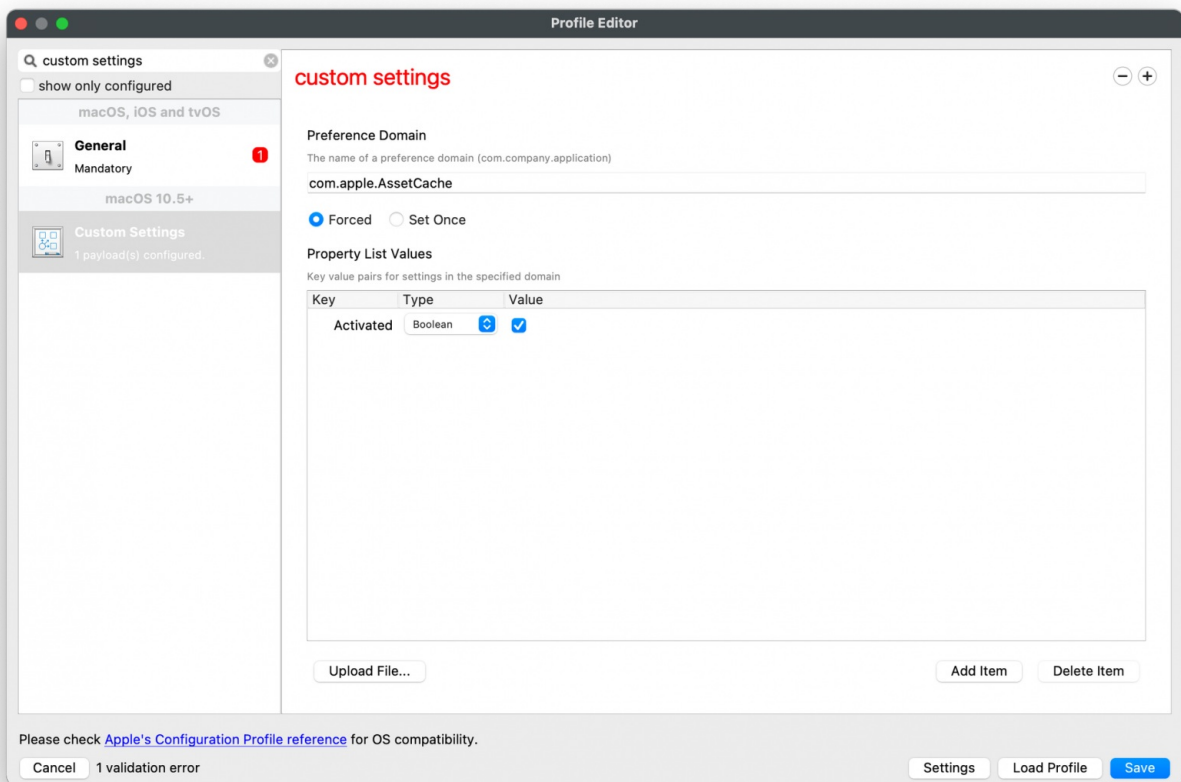 Profile Editor
custom settings
show only configured
macOS, iOS and tvOS
General
Mandatory
1
macOS 10.5+
Custom Settings
1 payload(s) configured.
custom settings
Preference Domain
The name of a preference domain (com.company.application)
com.apple.AssetCache
Forced Set Once
Property List Values
Key value pairs for settings in the specified domain
Key Type Value
Activated Boolean
Upload File... Add Item Delete Item
Please check Apple's Configuration Profile reference for OS compatibility.
Cancel 1 validation error Settings Load Profile Save